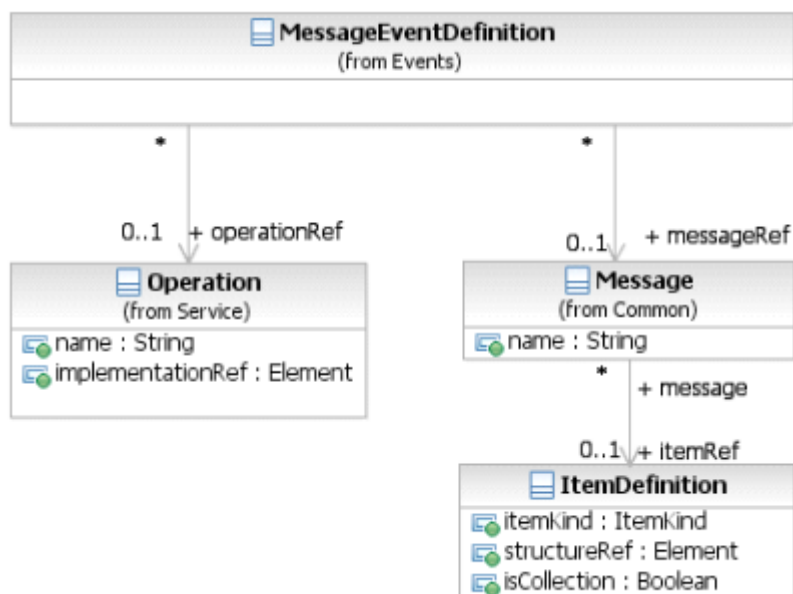 MessageEventDefinition
(from Events)
*
*
0..1 + operationRef
0..1 + messageRef
Operation
(from Service)
name : String
implementationRef : Element
Message
(from Common)
name : String
*
+ message
0..1 + itemRef
ItemDefinition
itemKind : ItemKind
structureRef : Element
isCollection : Boolean